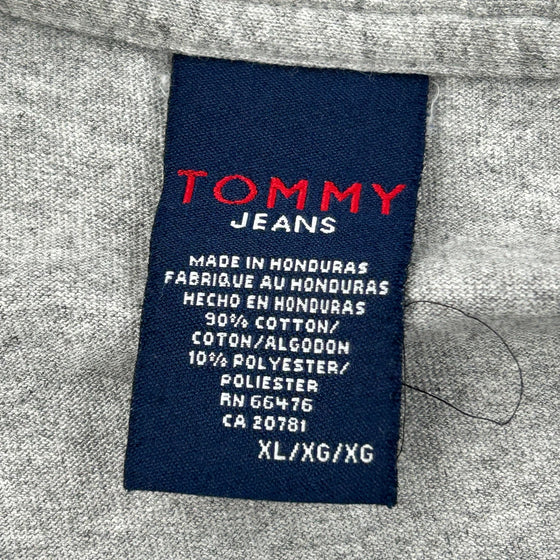 TOMMY
JEANS
MADE IN HONDURAS
FABRIQUE AU HONDURAS
HECHO EN HONDURAS
90% COTTON/
COTON/ALGODON
10% POLYESTER/
POLIESTER
RN 66476
CA 20781
XL/XG/XG